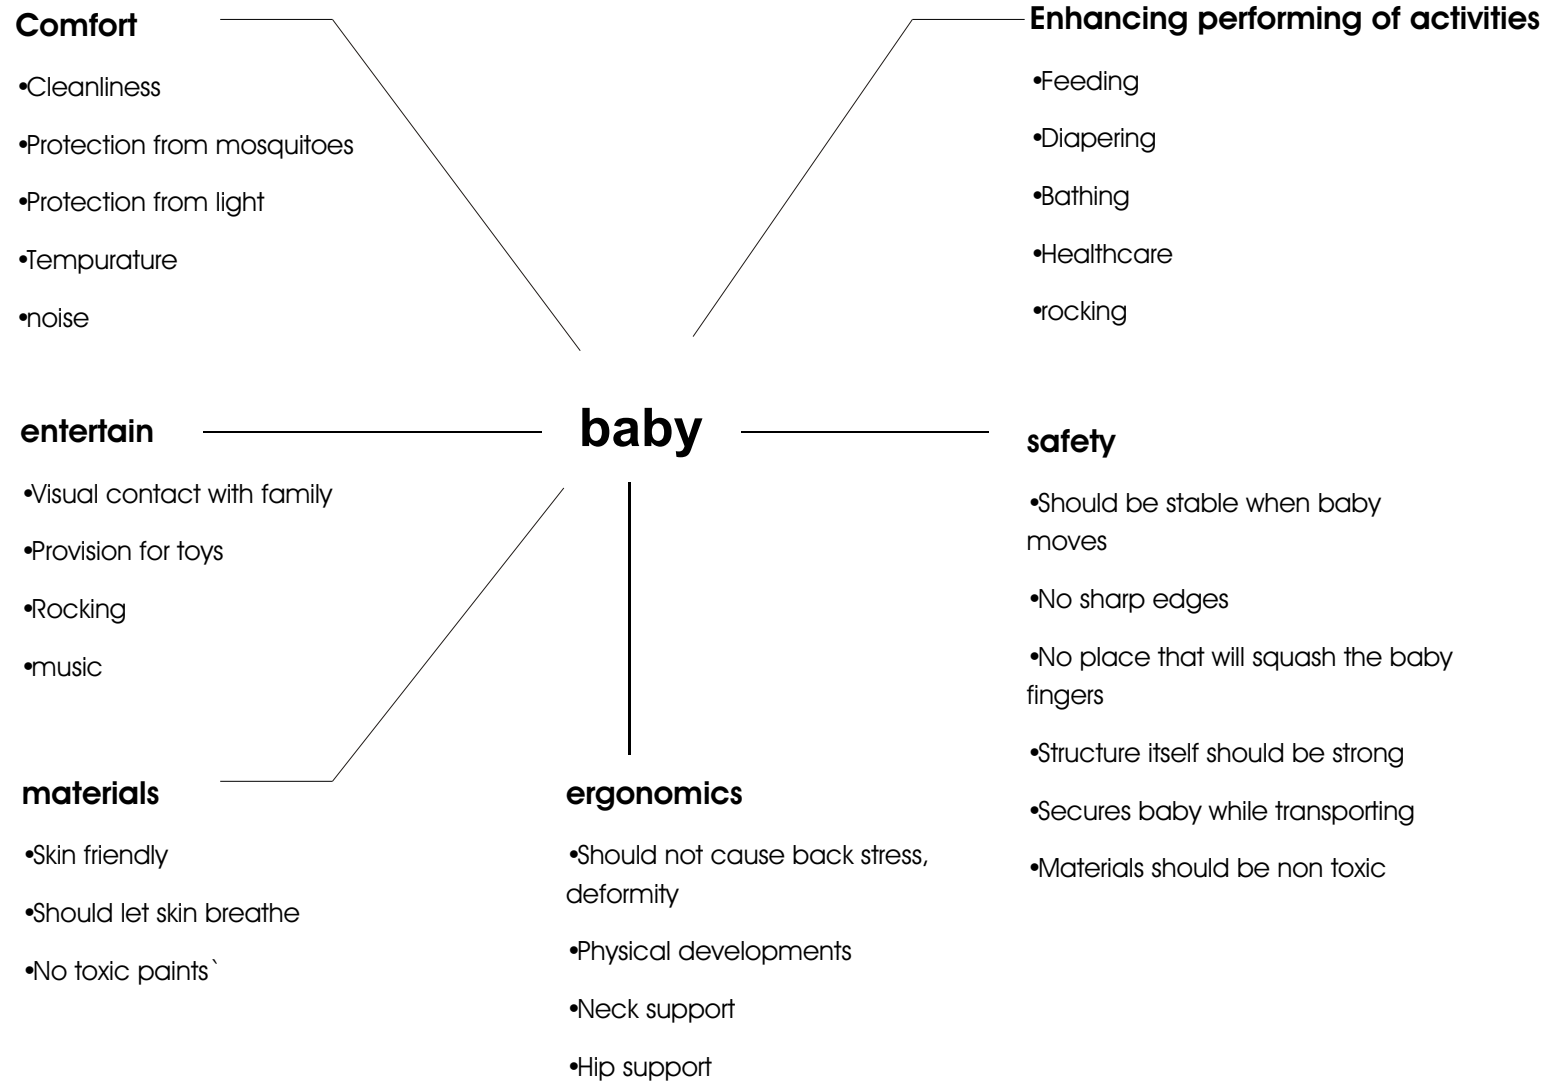 Comfort
•Cleanliness
•Protection from mosquitoes
•Protection from light
•Tempurature
•noise
Enhancing performing of activities
•Feeding
•Diapering
•Bathing
•Healthcare
•rocking
entertain
•Visual contact with family
•Provision for toys
•Rocking
•music
baby
safety
•Should be stable when baby
moves
•No sharp edges
•No place that will squash the baby
fingers
•Structure itself should be strong
•Secures baby while transporting
•Materials should be non toxic
materials
•Skin friendly
•Should let skin breathe
•No toxic paints`
ergonomics
•Should not cause back stress,
deformity
•Physical developments
•Neck support
•Hip support